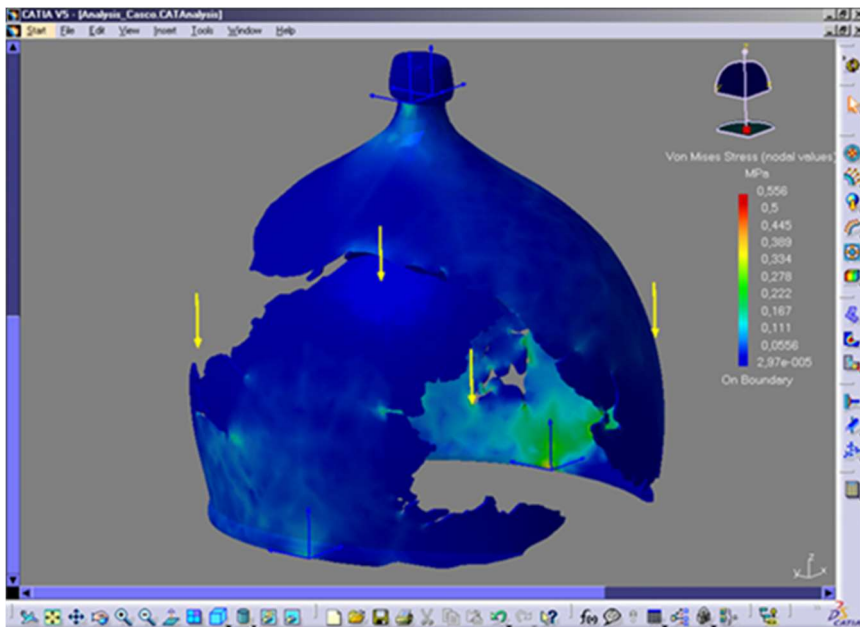 CATIA V5 - [Analysis_Casco.CATAnalysis]
Start File Edit View Insert Tools Window Help
Von Mises Stress (nodal values)
MPa
0,556
0,5
0,445
0,389
0,334
0,278
0,222
0,167
0,111
0,0556
2,97e-005
On Boundary
z
x
f(x)
CATIA